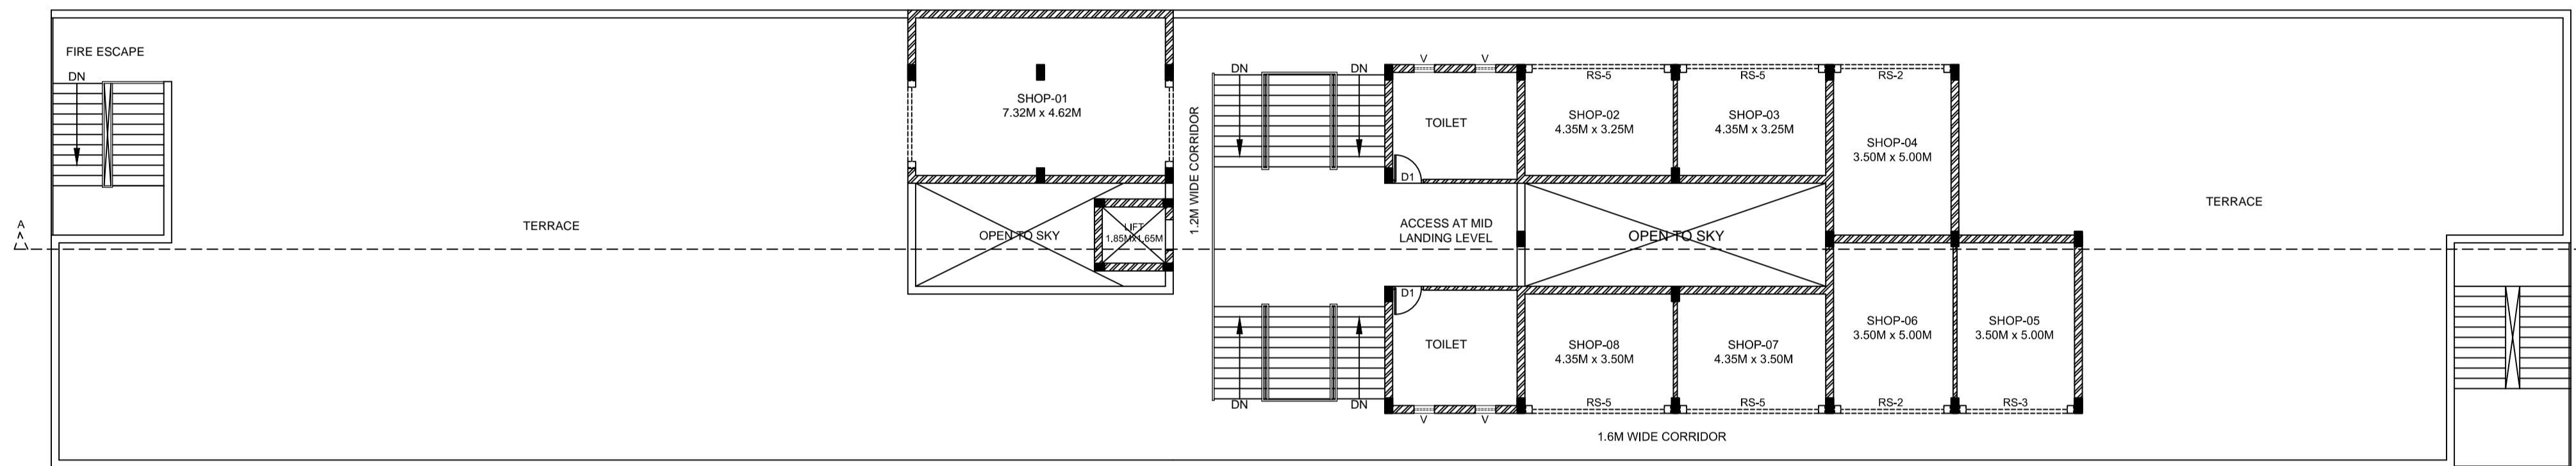 FIRE ESCAPE
DN
SHOP-01
7.32M x 4.62M
1.2M WIDE CORRIDOR
DN
DN
V
V
TOILET
D1
RS-5
SHOP-02
4.35M x 3.25M
RS-5
SHOP-03
4.35M x 3.25M
RS-2
SHOP-04
3.50M x 5.00M
TERRACE
A
TERRACE
OPEN TO SKY
LIFT
1.85M X 1.65M
ACCESS AT MID
LANDING LEVEL
OPEN TO SKY
D1
TOILET
SHOP-08
4.35M x 3.50M
SHOP-07
4.35M x 3.50M
SHOP-06
3.50M x 5.00M
SHOP-05
3.50M x 5.00M
DN
DN
V
V
RS-5
RS-5
RS-2
RS-3
1.6M WIDE CORRIDOR